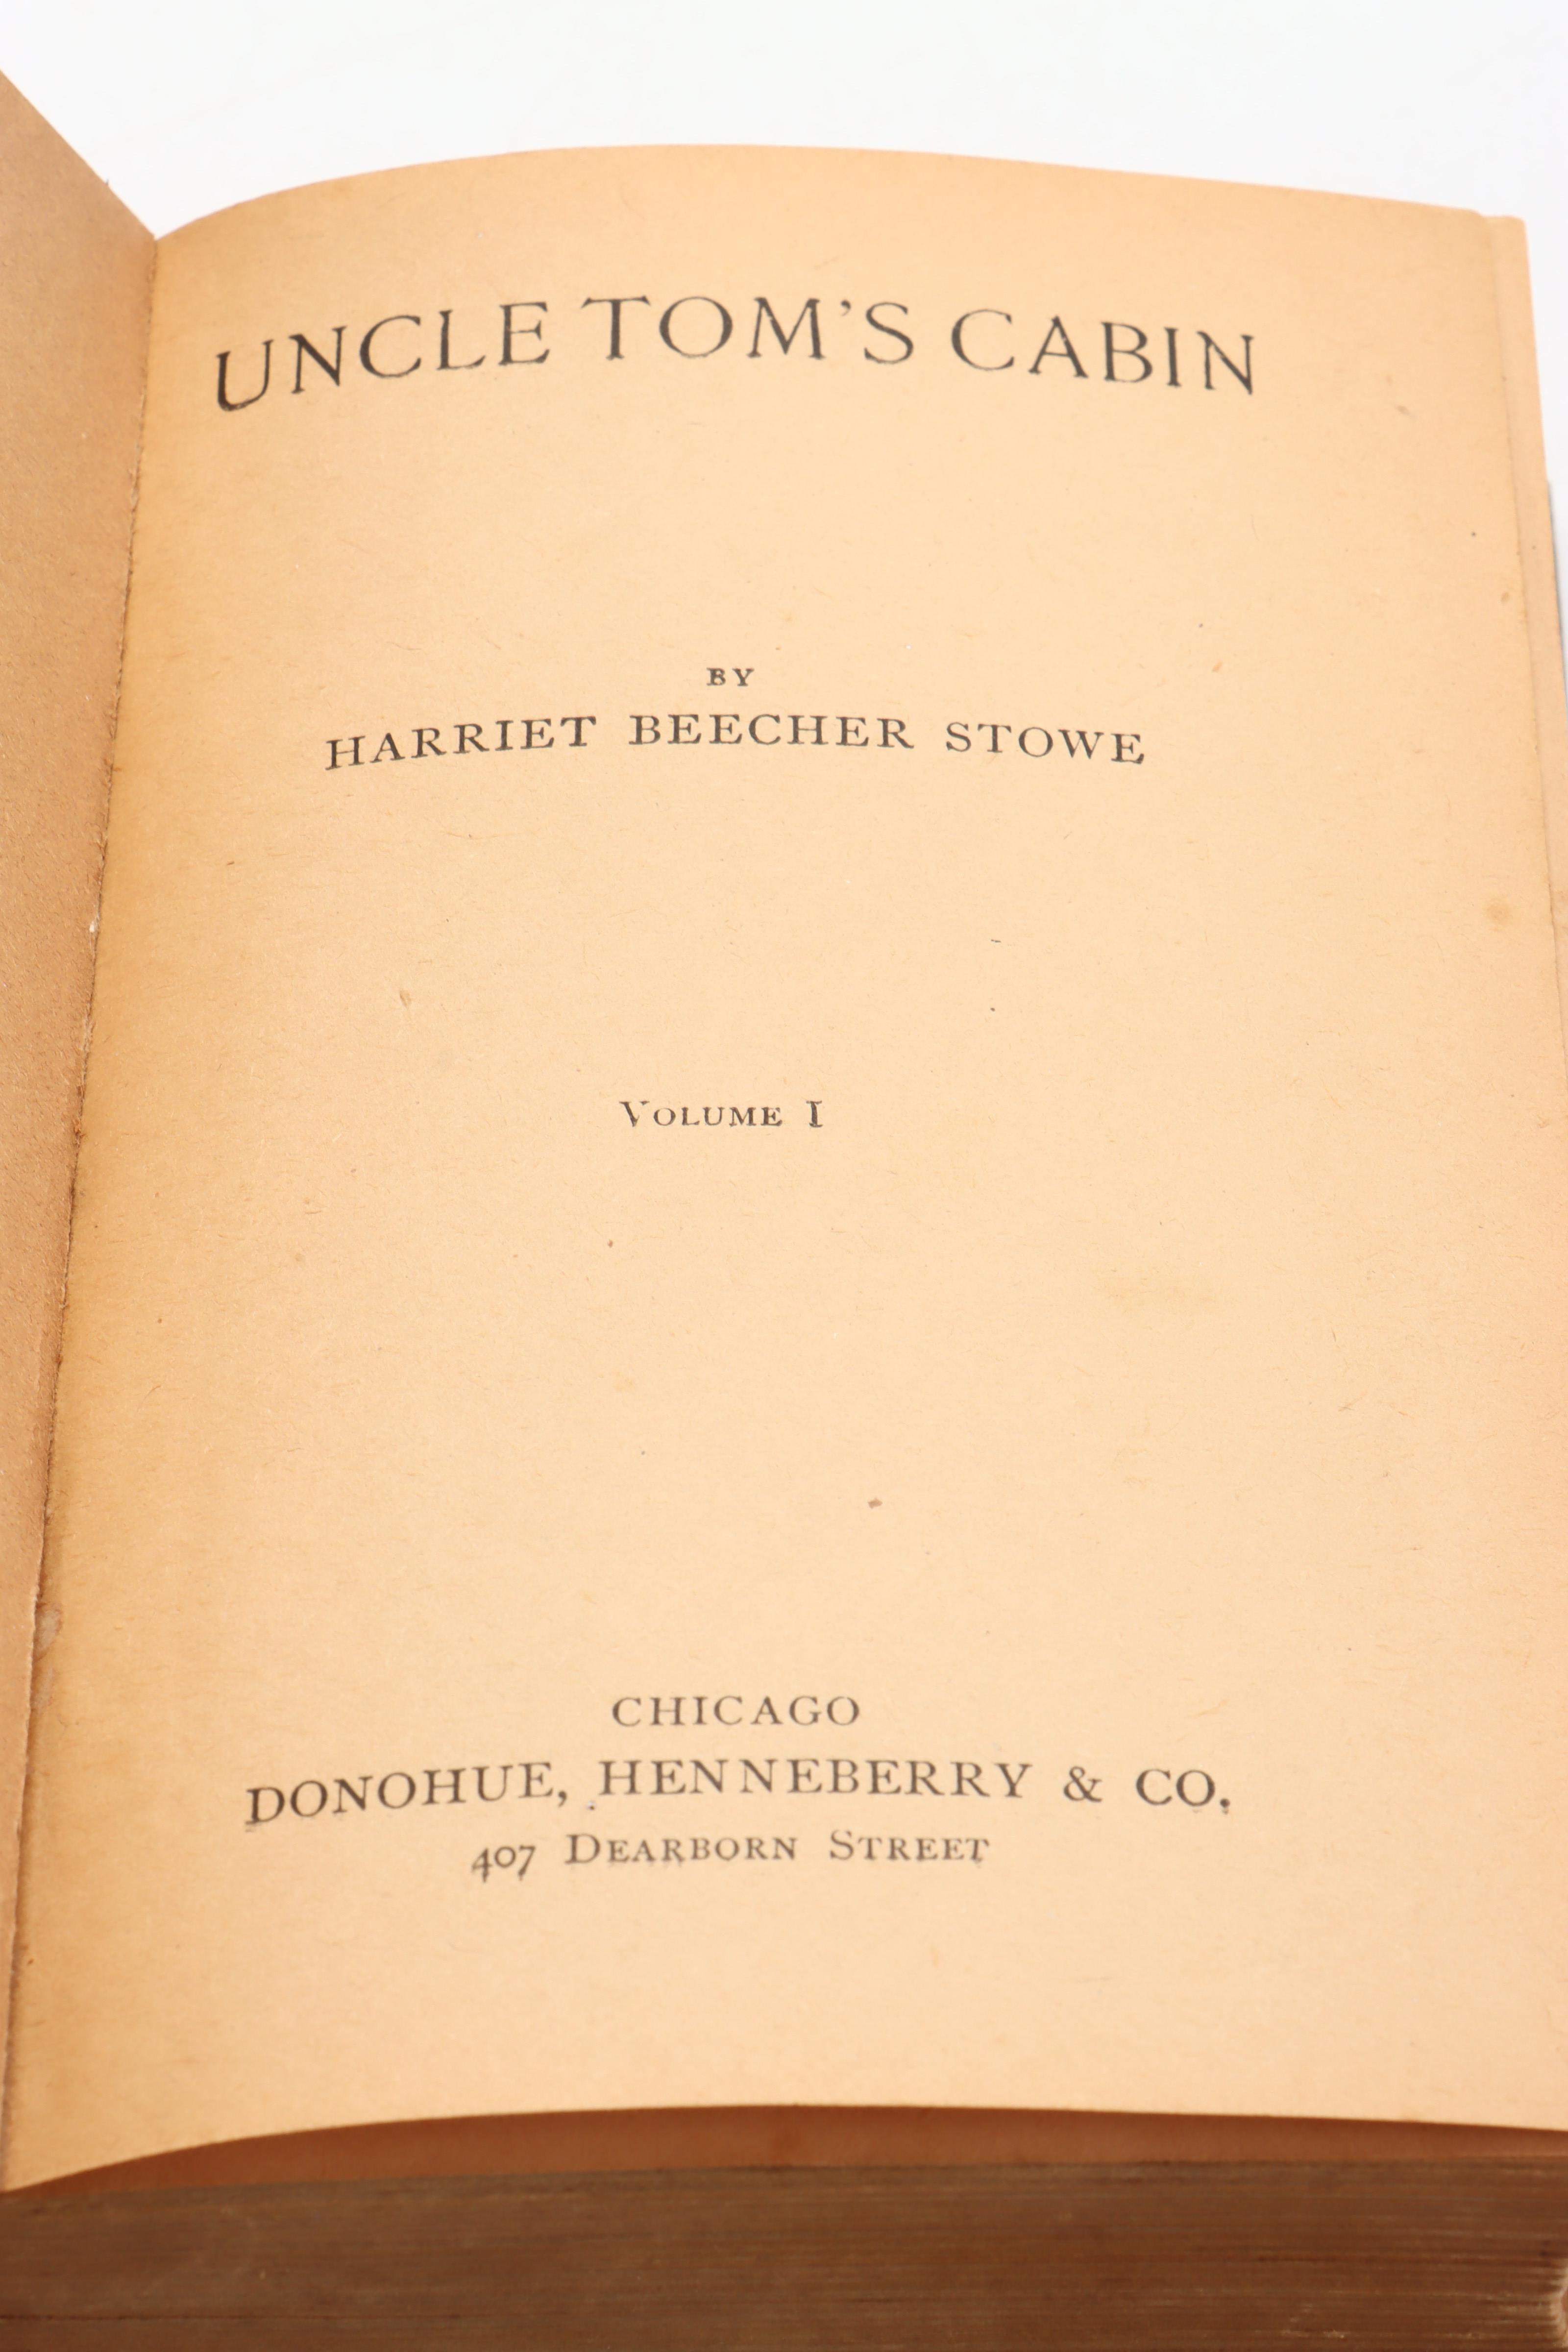 UNCLE TOM'S CABIN
BY
HARRIET BEECHER STOWE
VOLUME I
CHICAGO
DONOHUE, HENNEBERRY & CO.
407 DEARBORN STREET